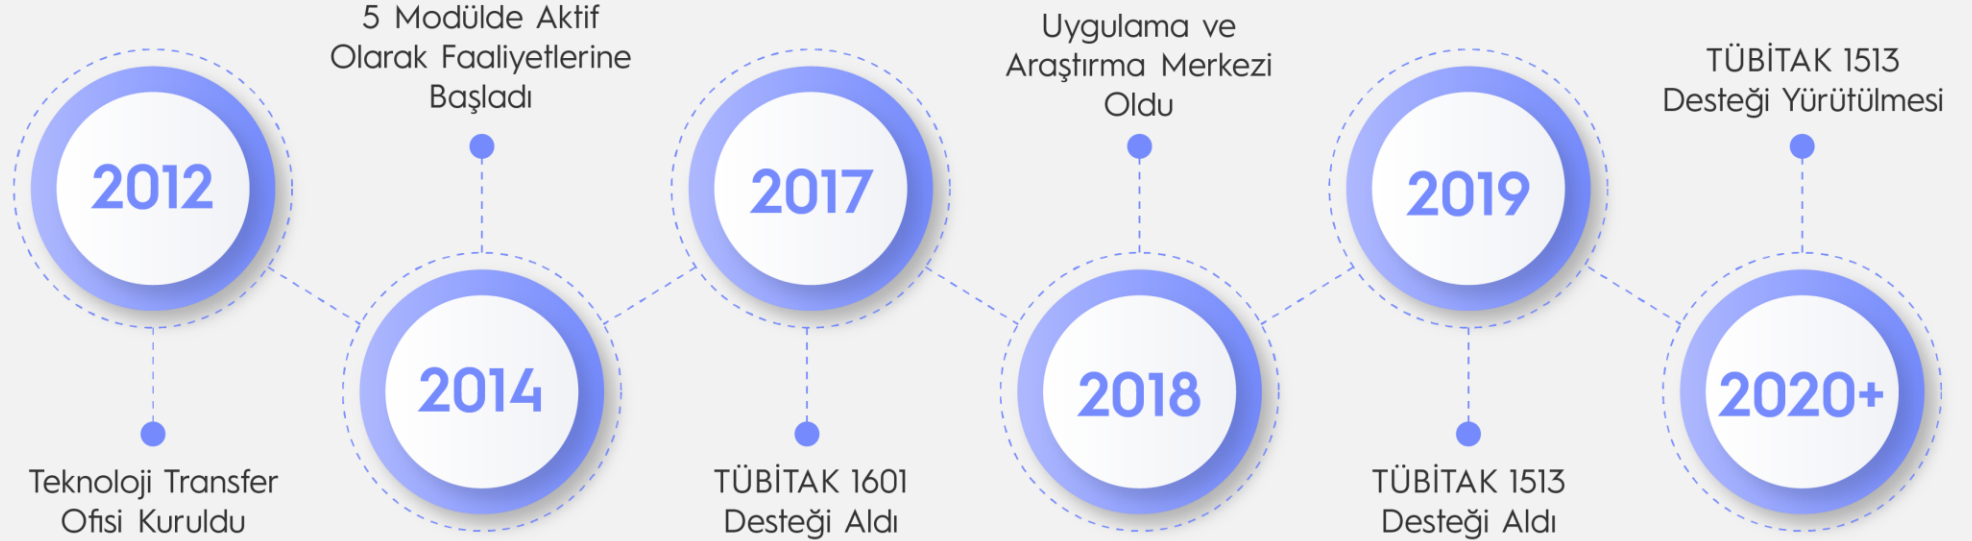 2012
Teknoloji Transfer
Ofisi Kuruldu
5 Modülde Aktif
Olarak Faaliyetlerine
Başladı
2014
2017
TÜBİTAK 1601
Desteği Aldı
Uygulama ve
Araştırma Merkezi
Oldu
2018
2019
TÜBİTAK 1513
Desteği Aldı
TÜBİTAK 1513
Desteği Yürütülmesi
2020+